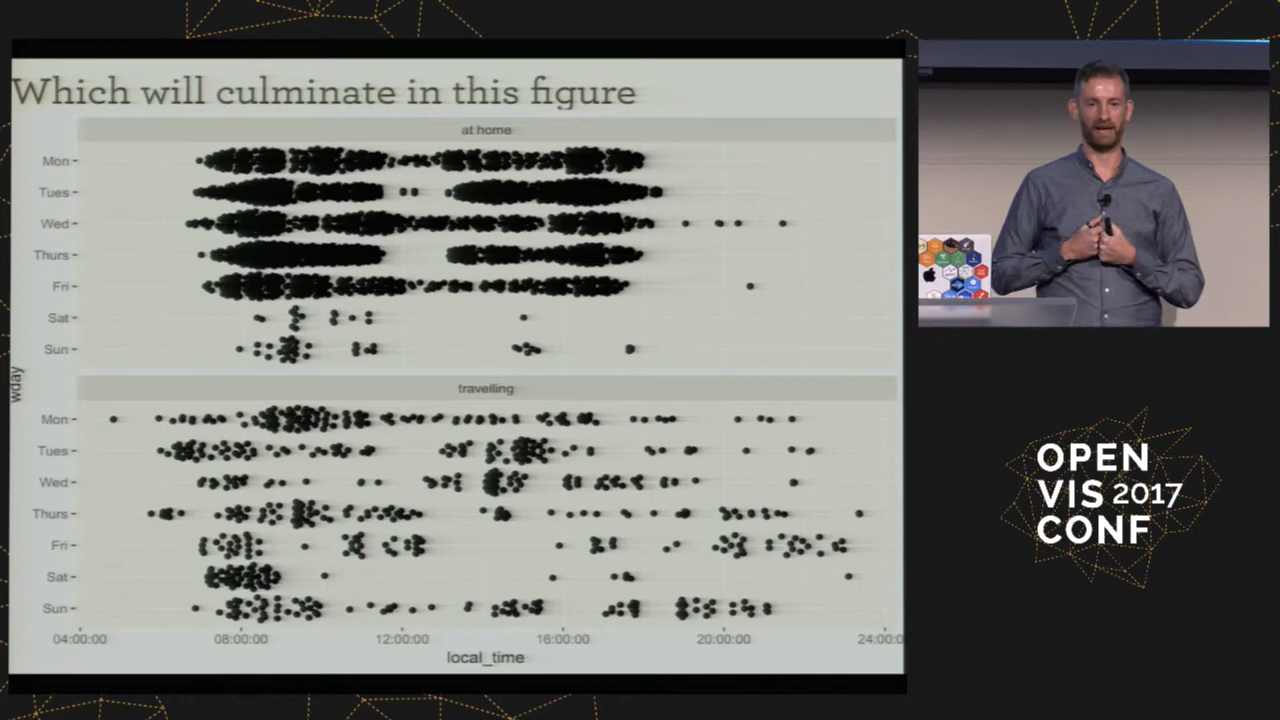 Which will culminate in this figure
at home
Mon
Tues
Wed
Thurs
Fri
Sat
Sun
wday
travelling
Mon
Tues
Wed
Thurs
Fri
Sat
Sun
04:00:00 08:00:00 12:00:00 16:00:00 20:00:00 24:00:0
local_time
OPEN
VIS 2017
CONF